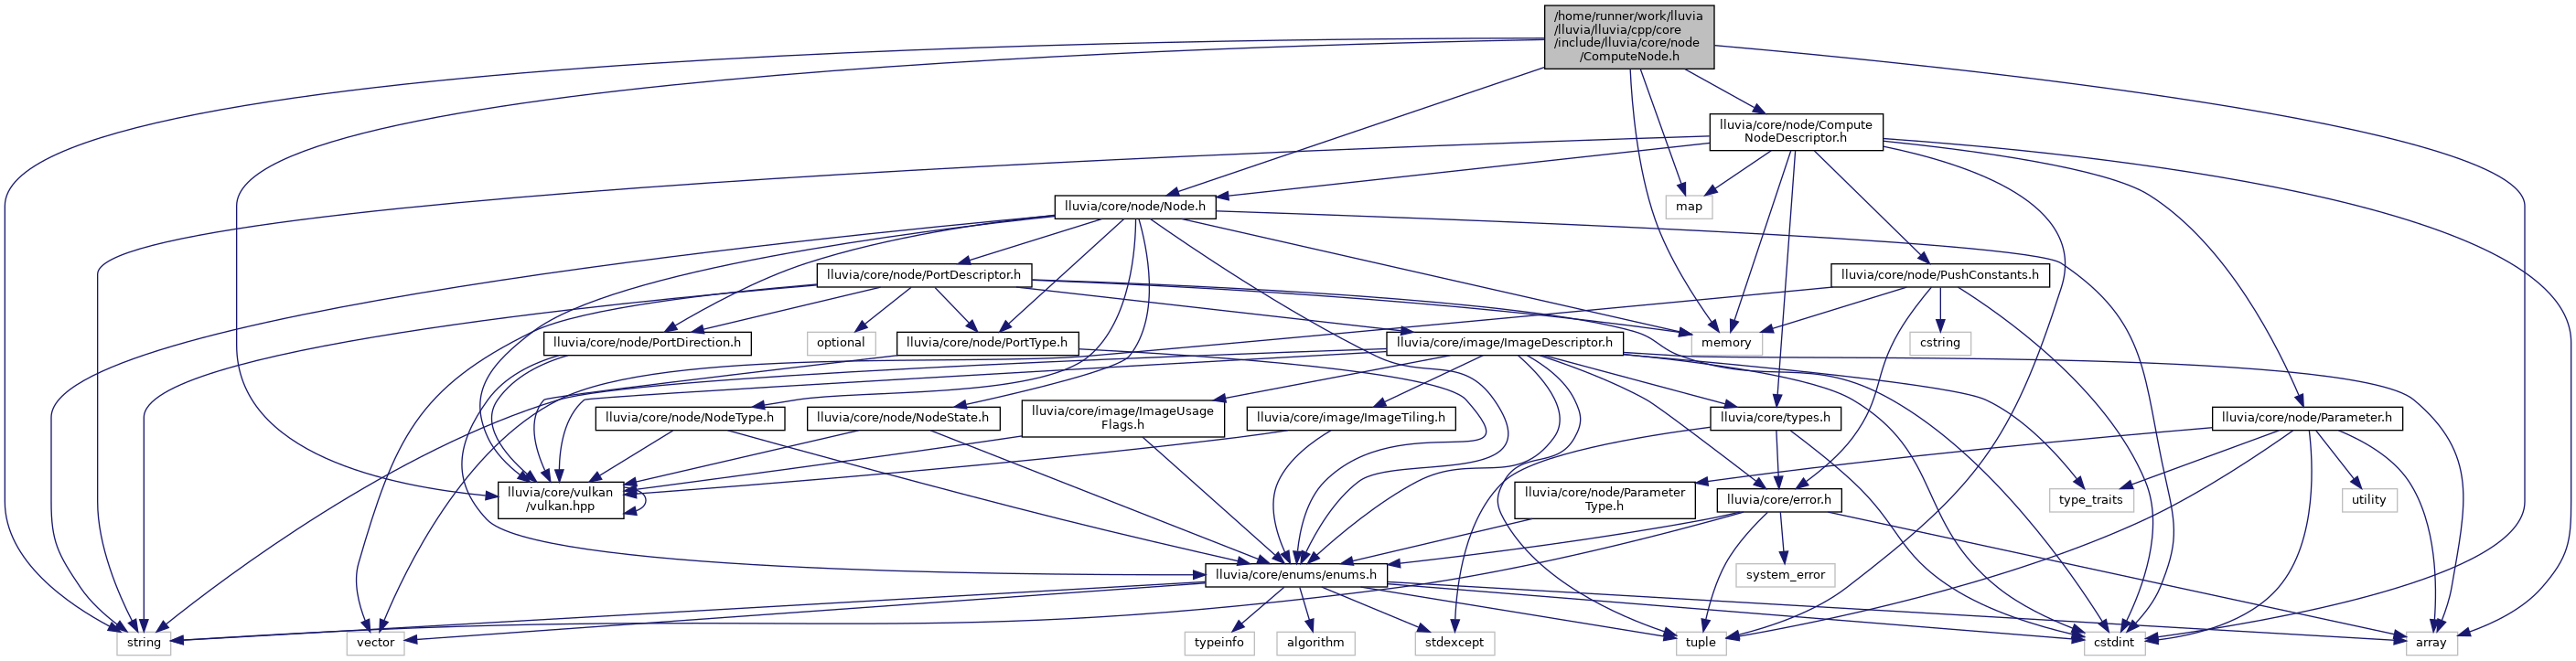 /home/runner/work/lluvia
/lluvia/lluvia/cpp/core
/include/lluvia/core/node
/ComputeNode.h
lluvia/core/node/Compute
NodeDescriptor.h
lluvia/core/node/Node.h
map
lluvia/core/node/PortDescriptor.h
lluvia/core/node/PushConstants.h
lluvia/core/node/PortDirection.h
optional
lluvia/core/node/PortType.h
lluvia/core/image/ImageDescriptor.h
memory
cstring
lluvia/core/node/NodeType.h
lluvia/core/node/NodeState.h
lluvia/core/image/ImageUsage
Flags.h
lluvia/core/image/ImageTiling.h
lluvia/core/types.h
lluvia/core/node/Parameter.h
lluvia/core/vulkan
/vulkan.hpp
lluvia/core/node/Parameter
Type.h
lluvia/core/error.h
type_traits
utility
lluvia/core/enums/enums.h
system_error
string
vector
typeinfo
algorithm
stdexcept
tuple
cstdint
array